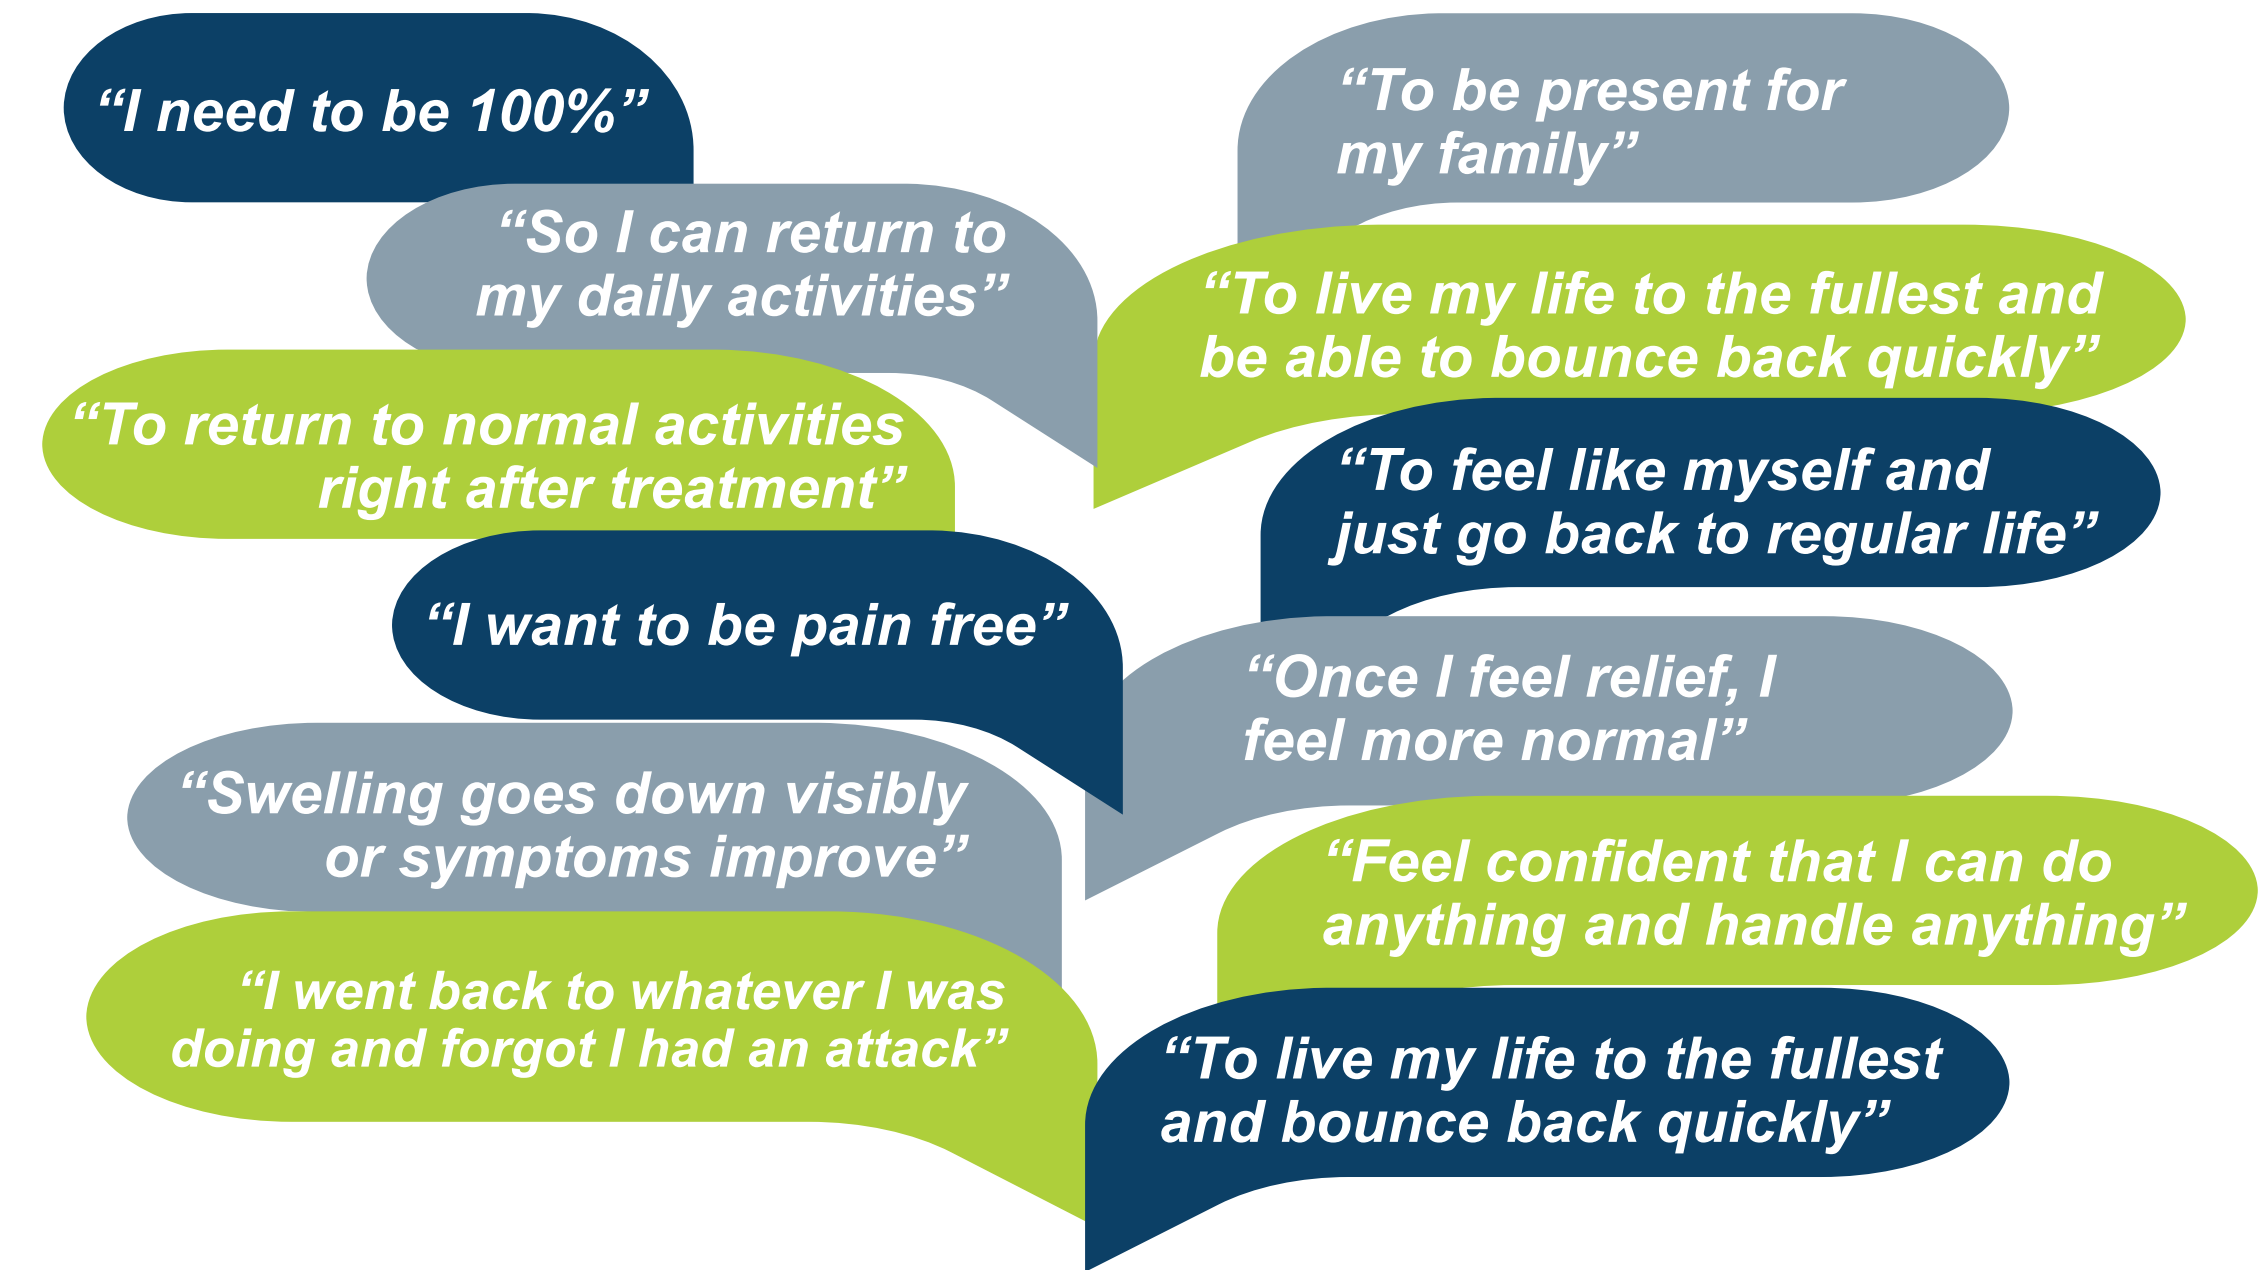 “I need to be 100%”
“So I can return to
my daily activities”
“To return to normal activities
right after treatment”
“I want to be pain free”
“Swelling goes down visibly
or symptoms improve”
“I went back to whatever I was
doing and forgot I had an attack”
“To be present for
my family”
“To live my life to the fullest and
be able to bounce back quickly”
“To feel like myself and
just go back to regular life”
“Once I feel relief, I
feel more normal”
“Feel confident that I can do
anything and handle anything”
“To live my life to the fullest
and bounce back quickly”